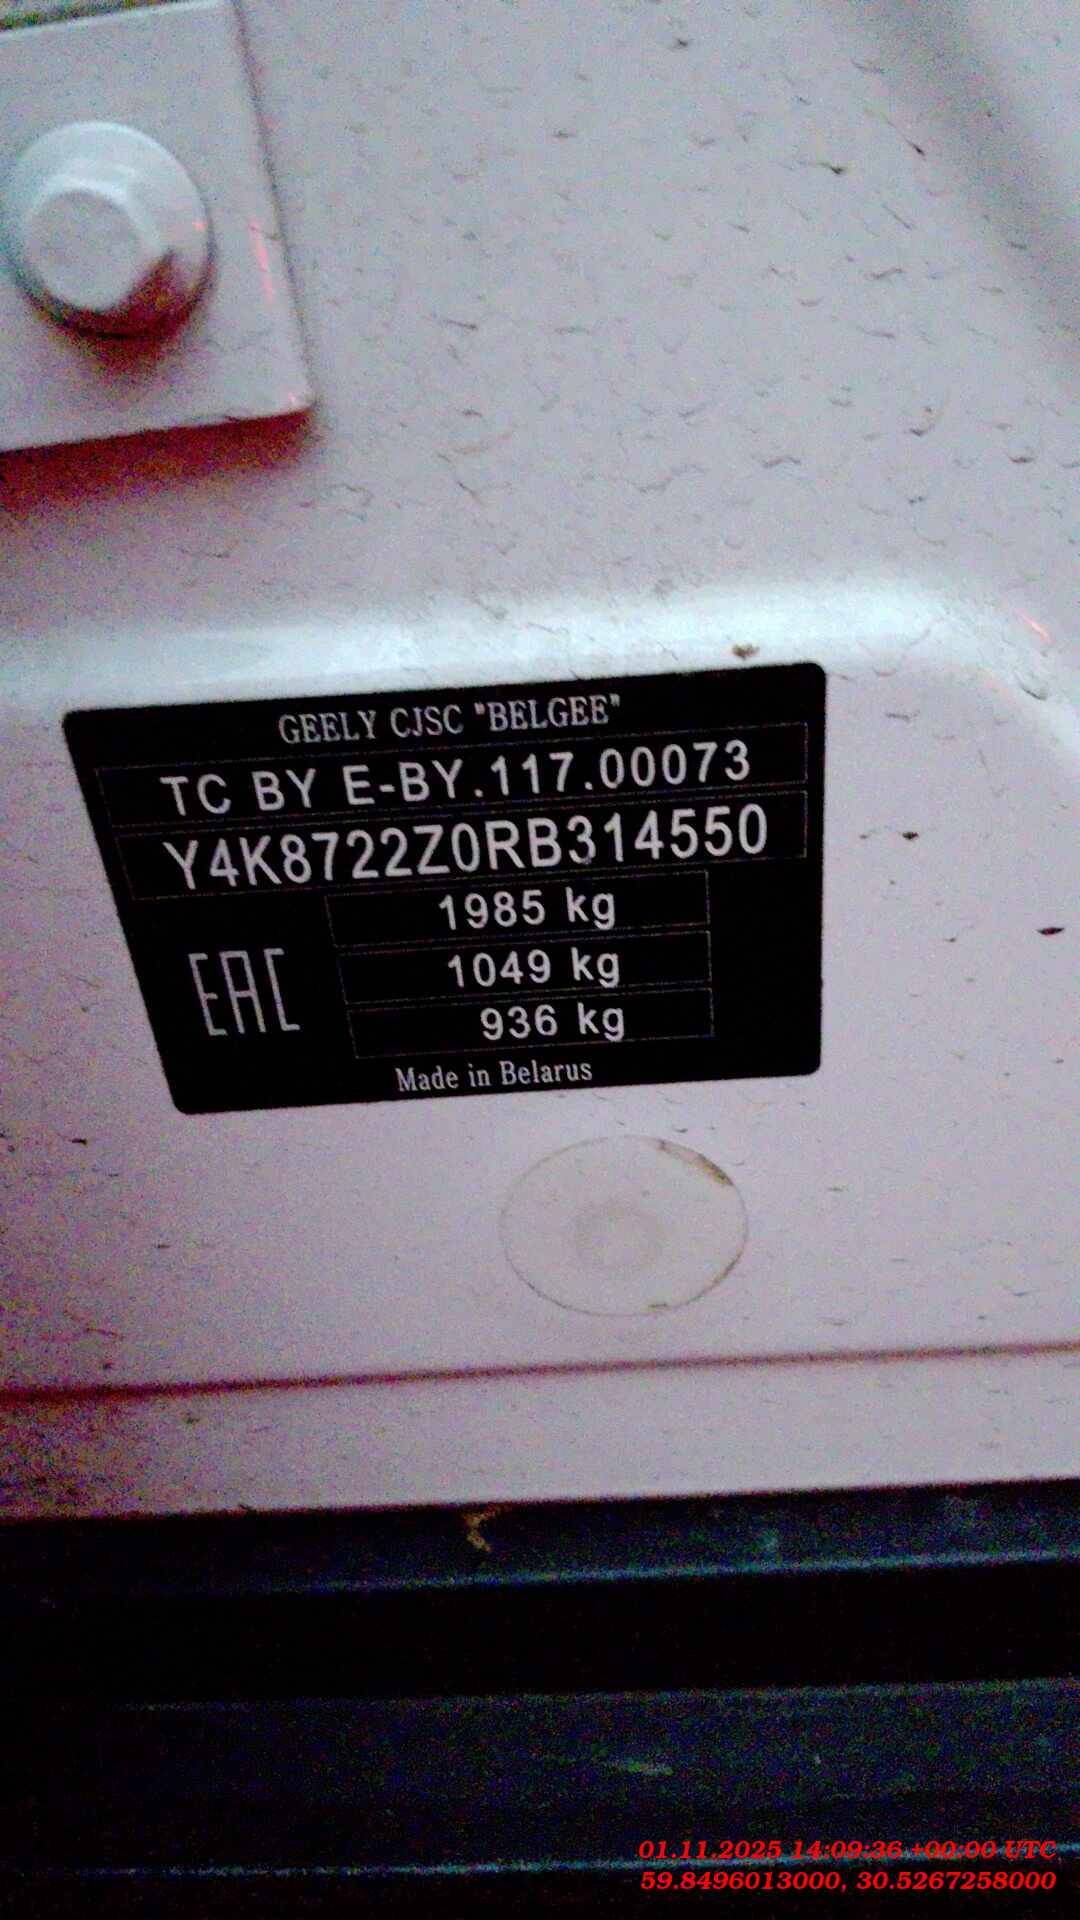 GEELY CJSC "BELGEE"
TC BY E-BY.117.00073
Y4K8722Z0RB314550
1985 kg
1049 kg
936 kg
EAC
Made in Belarus
01.11.2025 14:09:36 +00:00 UTC
59.8496013000, 30.5267258000